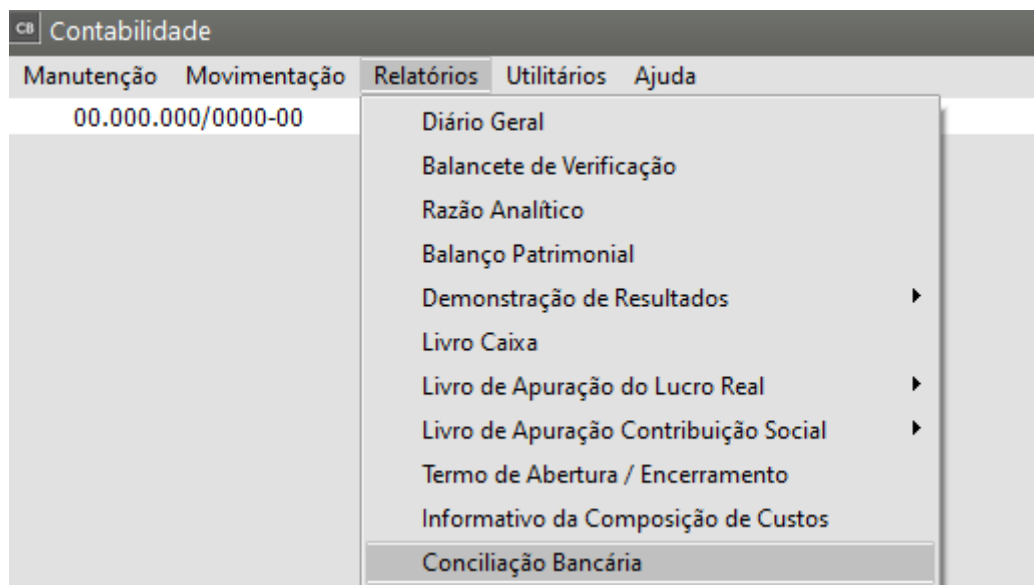 CB Contabilidade
Manutenção Movimentação Relatórios Utilitários Ajuda
00.000.000/0000-00
Diário Geral
Balancete de Verificação
Razão Analítico
Balanço Patrimonial
Demonstração de Resultados
Livro Caixa
Livro de Apuração do Lucro Real
Livro de Apuração Contribuição Social
Termo de Abertura / Encerramento
Informativo da Composição de Custos
Conciliação Bancária